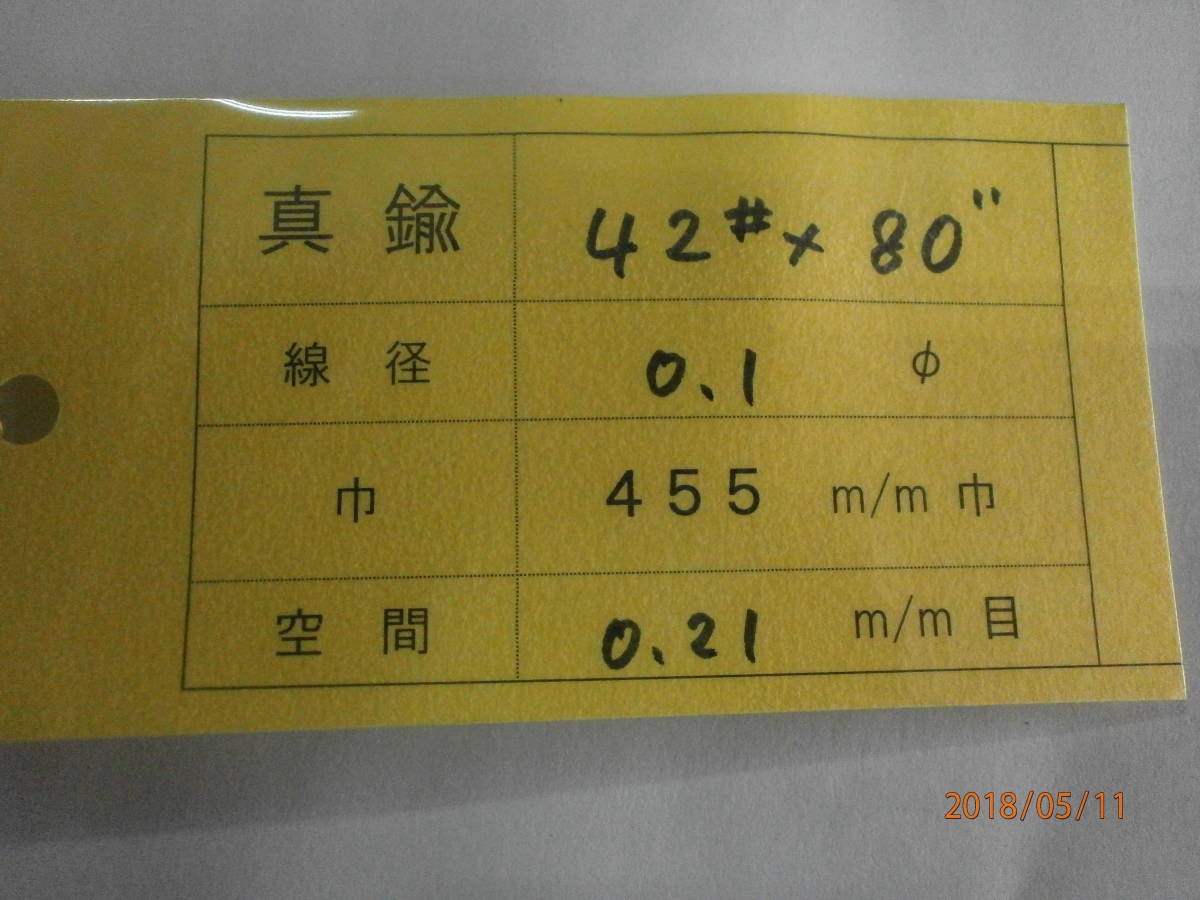 真鍮 42#×80"
線径 0.1 φ
巾 455 m/m 巾
空間 0.21 m/m 目
2018/05/11